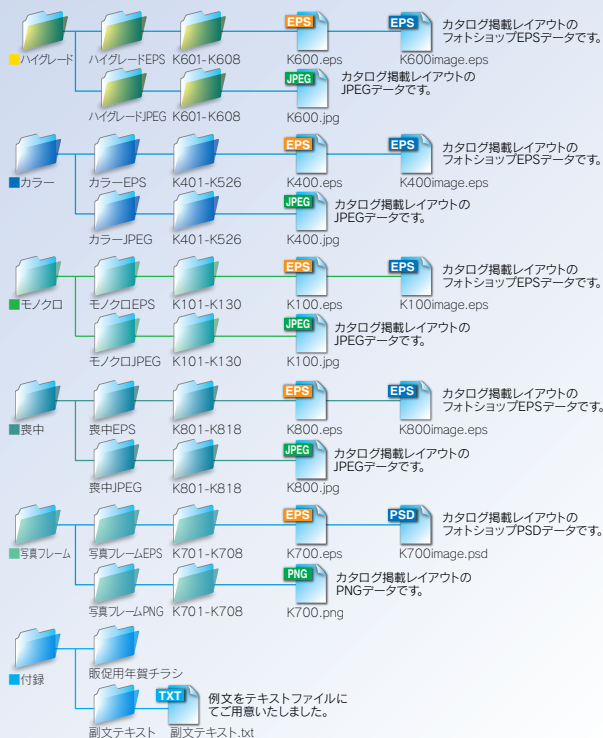 EPS
EPS
カタログ掲載レイアウトの
フォトショップEPSデータです。
■ハイグレード
ハイグレードEPS
K601-K608
K600.eps
K600image.eps
JPEG
カタログ掲載レイアウトの
JPEGデータです。
ハイグレードJPEG
K601-K608
K600.jpg
EPS
EPS
カタログ掲載レイアウトの
フォトショップEPSデータです。
■カラー
カラーEPS
K401-K526
K400.eps
K400image.eps
JPEG
カタログ掲載レイアウトの
JPEGデータです。
カラーJPEG
K401-K526
K400.jpg
EPS
EPS
カタログ掲載レイアウトの
フォトショップEPSデータです。
■モノクロ
モノクロEPS
K101-K130
K100.eps
K100image.eps
JPEG
カタログ掲載レイアウトの
JPEGデータです。
モノクロJPEG
K101-K130
K100.jpg
EPS
EPS
カタログ掲載レイアウトの
フォトショップEPSデータです。
■喪中
喪中EPS
K801-K818
K800.eps
K800image.eps
JPEG
カタログ掲載レイアウトの
JPEGデータです。
喪中JPEG
K801-K818
K800.jpg
EPS
PSD
カタログ掲載レイアウトの
フォトショップPSDデータです。
■写真フレーム
写真フレームEPS
K701-K708
K700.eps
K700image.psd
PNG
カタログ掲載レイアウトの
PNGデータです。
写真フレームPNG
K701-K708
K700.png
■付録
販促用年賀チラシ
TXT
例文をテキストファイルに
てご用意いたしました。
副文テキスト
副文テキスト.txt